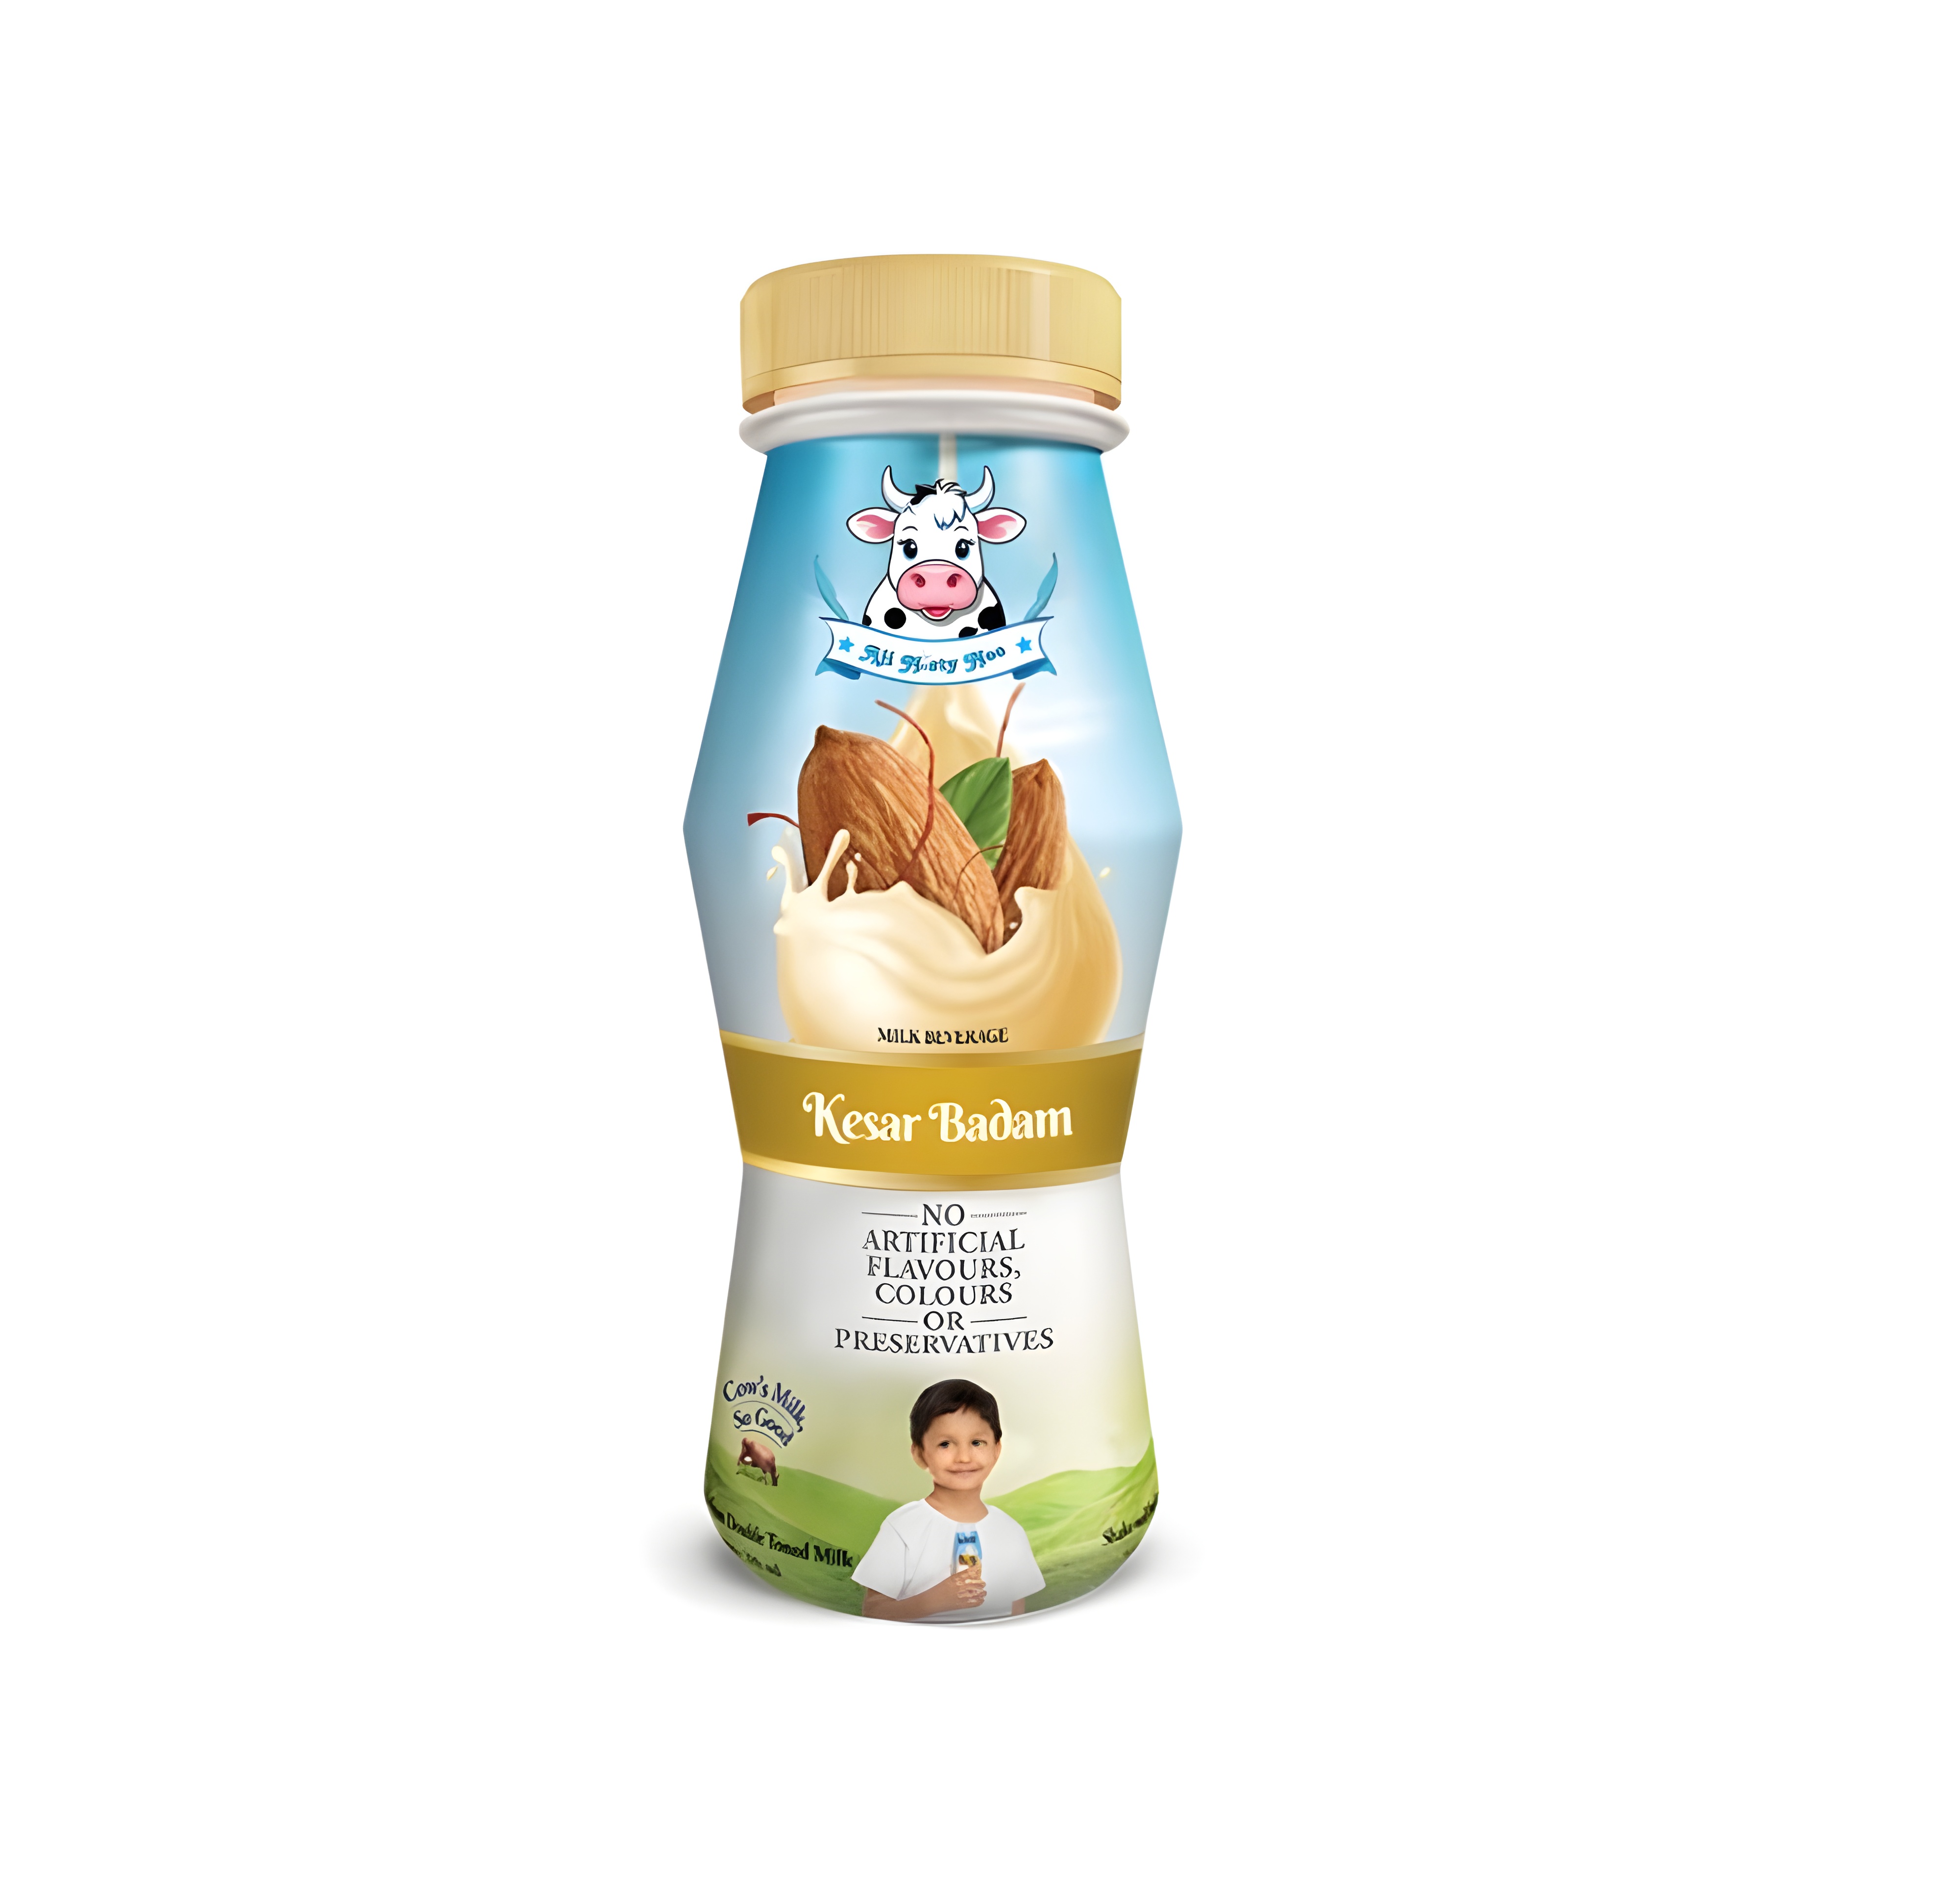 MILK BEVERAGE
Kesar Badam
NO
ARTIFICIAL
FLAVOURS,
COLOURS
OR
PRESERVATIVES
Cow's Milk,
So Good
Double Toned Milk